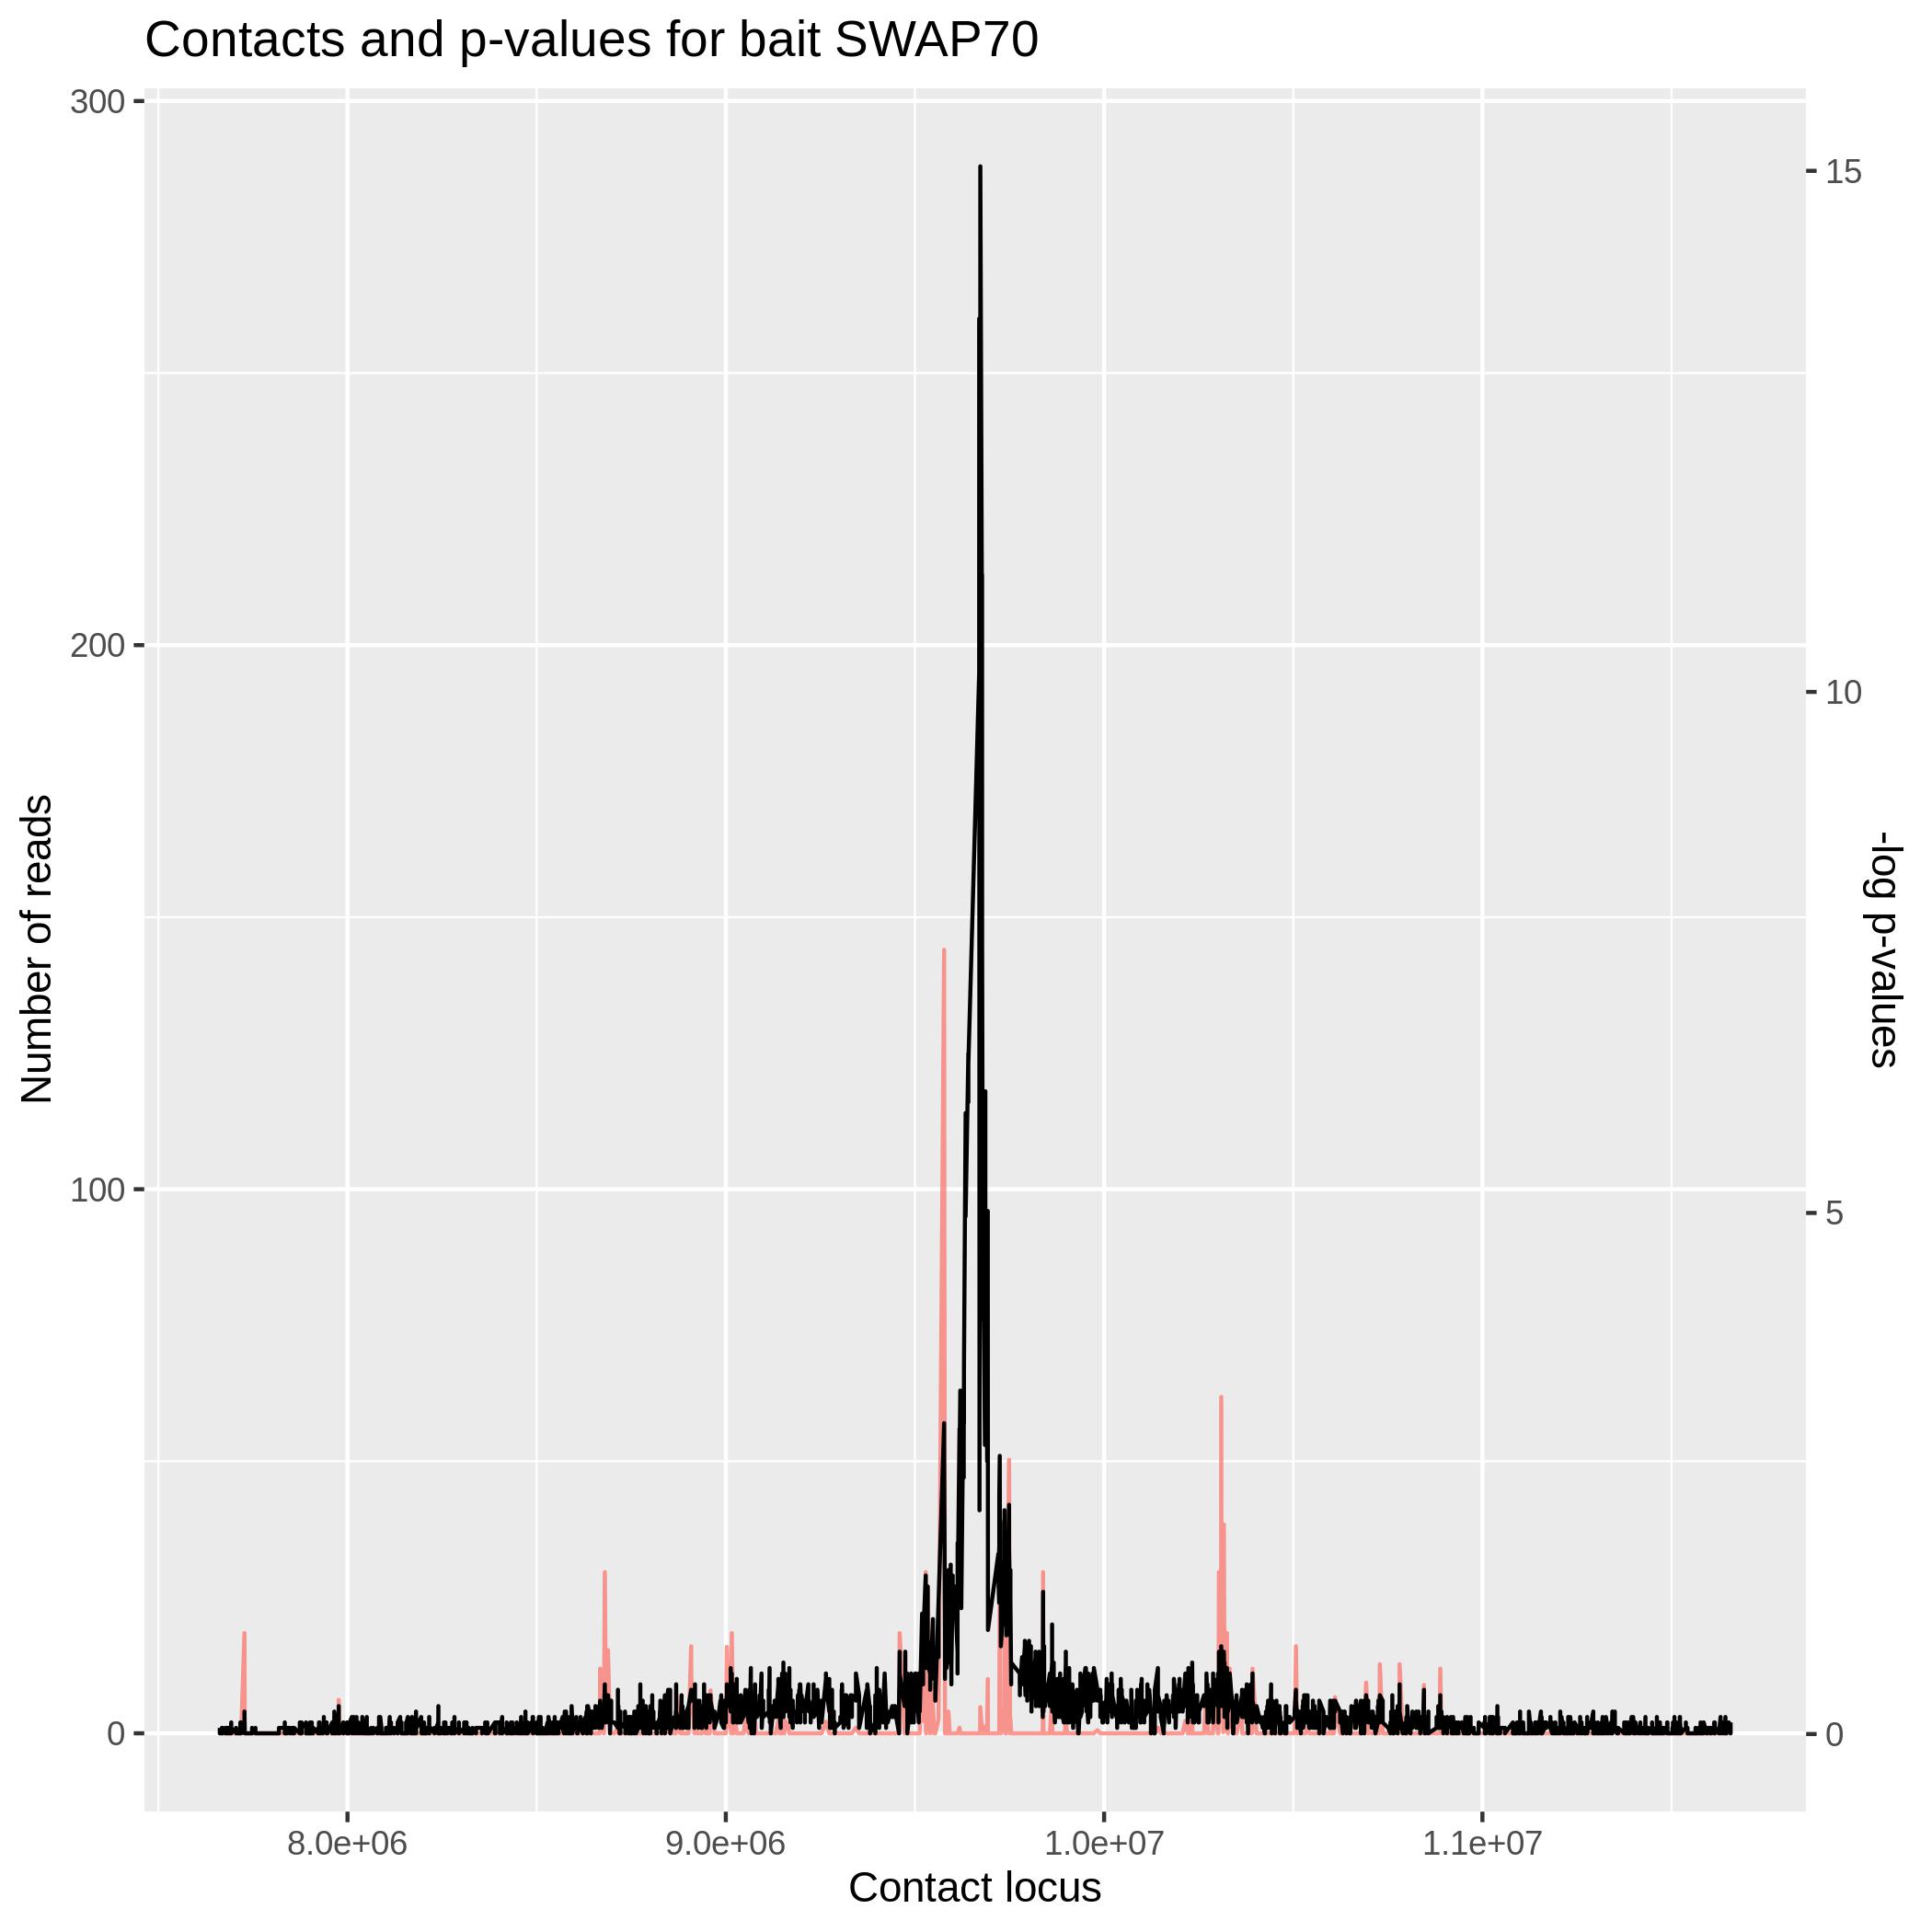 Contacts and p-values for bait SWAP70
300
200
100
0
Number of reads
15
10
5
0
-log p-values
8.0e+06
9.0e+06
1.0e+07
1.1e+07
Contact locus